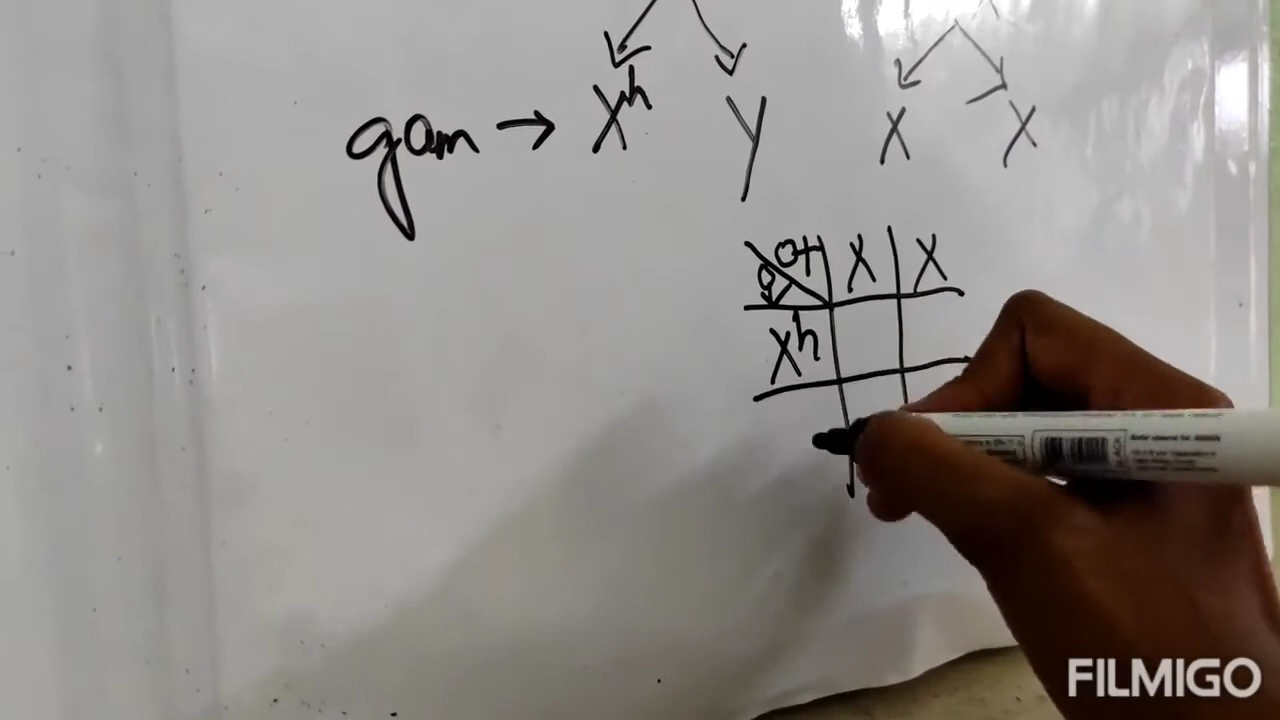 gam → Xʰ Y X X
♀ X X
♂
Xʰ
FILMIGO